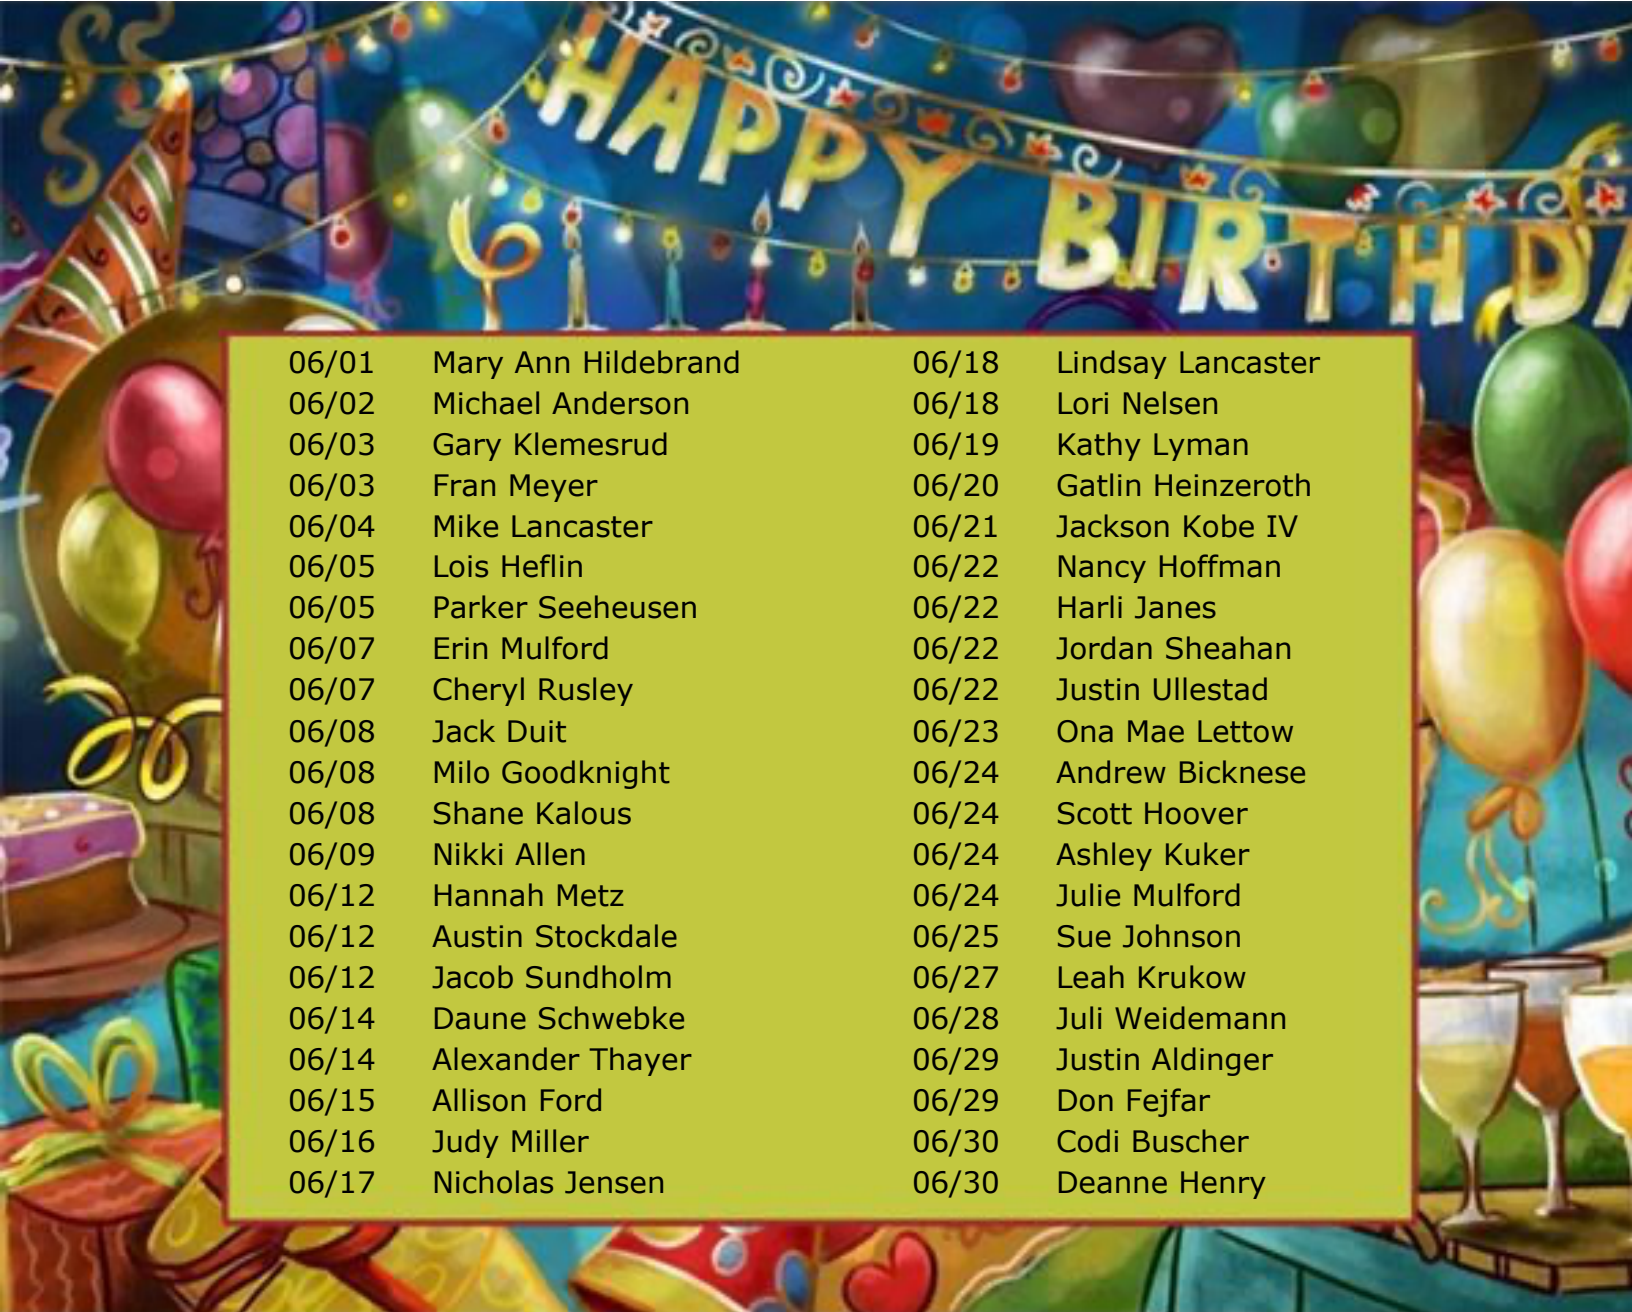 HAPPY BIRTHDA
06/01 Mary Ann Hildebrand
06/02 Michael Anderson
06/03 Gary Klemesrud
06/03 Fran Meyer
06/04 Mike Lancaster
06/05 Lois Heflin
06/05 Parker Seeheusen
06/07 Erin Mulford
06/07 Cheryl Rusley
06/08 Jack Duit
06/08 Milo Goodknight
06/08 Shane Kalous
06/09 Nikki Allen
06/12 Hannah Metz
06/12 Austin Stockdale
06/12 Jacob Sundholm
06/14 Daune Schwebke
06/14 Alexander Thayer
06/15 Allison Ford
06/16 Judy Miller
06/17 Nicholas Jensen
06/18 Lindsay Lancaster
06/18 Lori Nelsen
06/19 Kathy Lyman
06/20 Gatlin Heinzeroth
06/21 Jackson Kobe IV
06/22 Nancy Hoffman
06/22 Harli Janes
06/22 Jordan Sheahan
06/22 Justin Ullestad
06/23 Ona Mae Lettow
06/24 Andrew Bicknese
06/24 Scott Hoover
06/24 Ashley Kuker
06/24 Julie Mulford
06/25 Sue Johnson
06/27 Leah Krukow
06/28 Juli Weidemann
06/29 Justin Aldinger
06/29 Don Fejfar
06/30 Codi Buscher
06/30 Deanne Henry